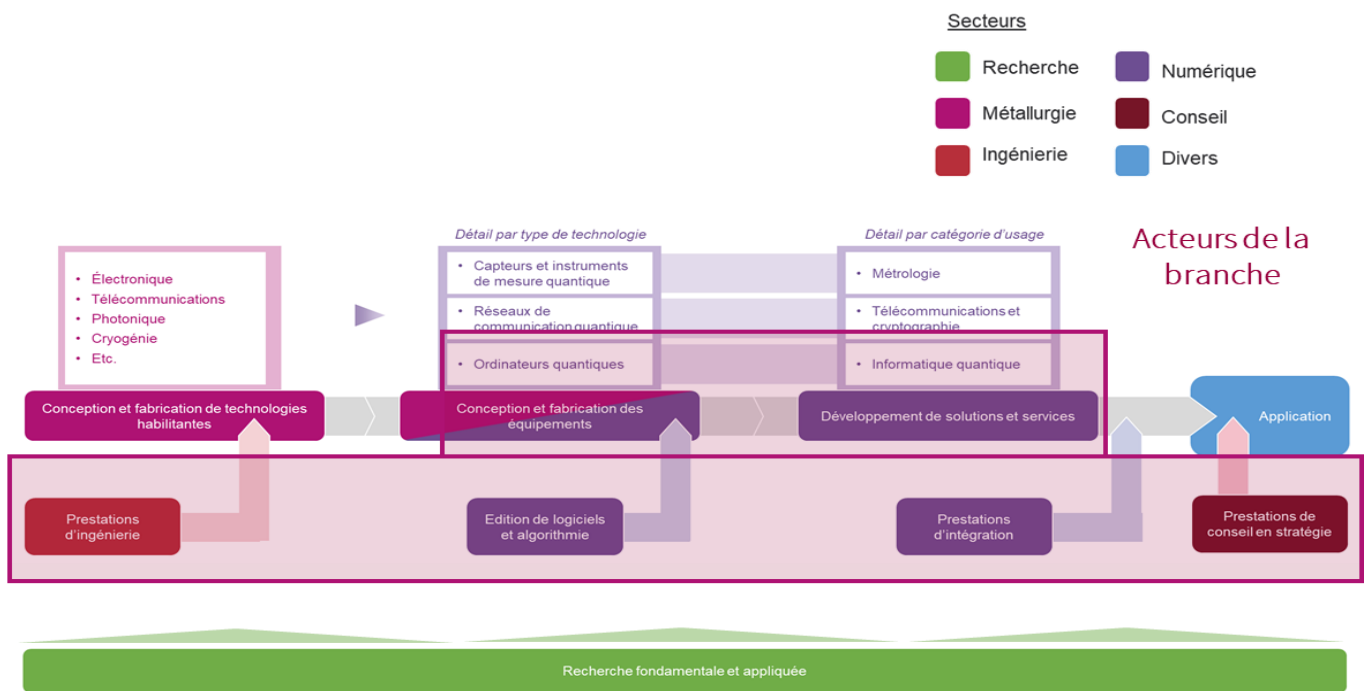 Secteurs
Recherche
Numérique
Métallurgie
Conseil
Ingénierie
Divers
Acteurs de la
branche
Détail par type de technologie
Détail par catégorie d'usage
• Électronique
• Télécommunications
• Photonique
• Cryogénie
• Etc.
• Capteurs et instruments
de mesure quantique
• Réseaux de
communication quantique
• Ordinateurs quantiques
• Métrologie
• Télécommunications et
cryptographie
• Informatique quantique
Conception et fabrication de technologies
habilitantes
Conception et fabrication des
équipements
Développement de solutions et services
Application
Prestations
d'ingénierie
Edition de logiciels
et algorithmie
Prestations
d'intégration
Prestations de
conseil en stratégie
Recherche fondamentale et appliquée